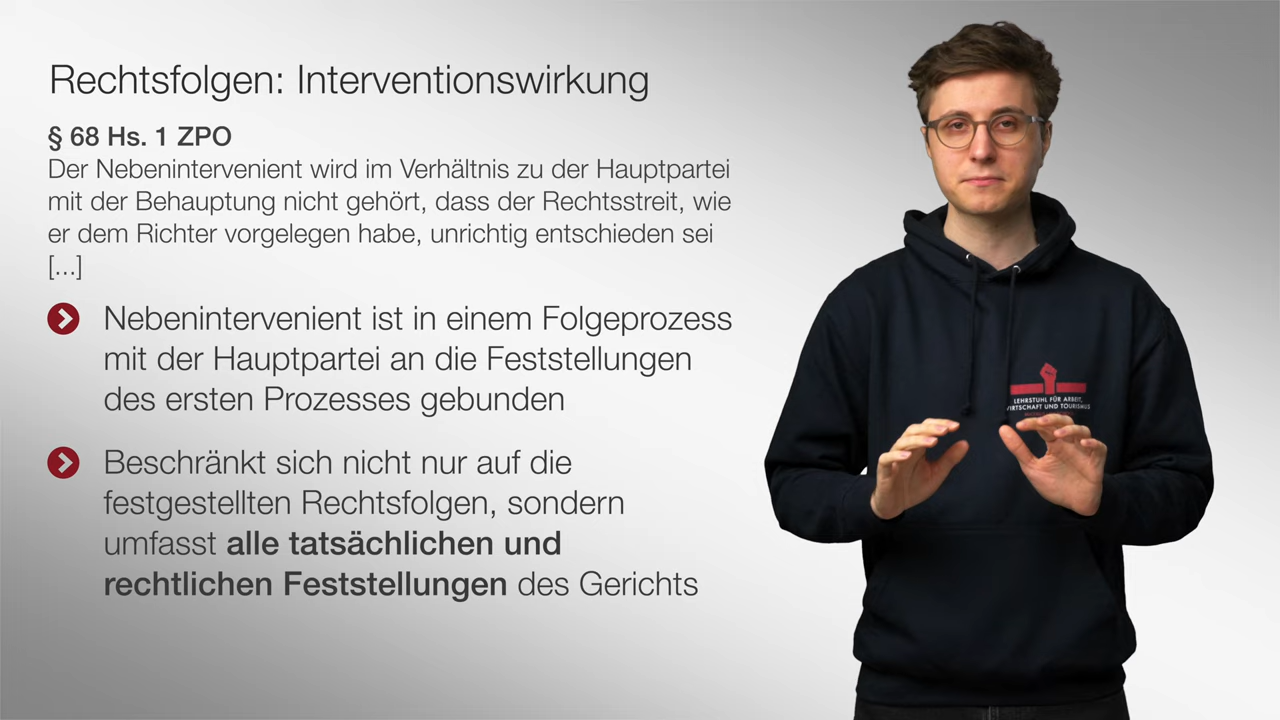 Rechtsfolgen: Interventionswirkung
§ 68 Hs. 1 ZPO
Der Nebenintervenient wird im Verhältnis zu der Hauptpartei
mit der Behauptung nicht gehört, dass der Rechtsstreit, wie
er dem Richter vorgelegen habe, unrichtig entschieden sei
[...]
Nebenintervenient ist in einem Folgeprozess
mit der Hauptpartei an die Feststellungen
des ersten Prozesses gebunden
Beschränkt sich nicht nur auf die
festgestellten Rechtsfolgen, sondern
umfasst alle tatsächlichen und
rechtlichen Feststellungen des Gerichts
LEHRSTUHL FÜR ARBEIT,
WIRTSCHAFT UND TOURISMUS